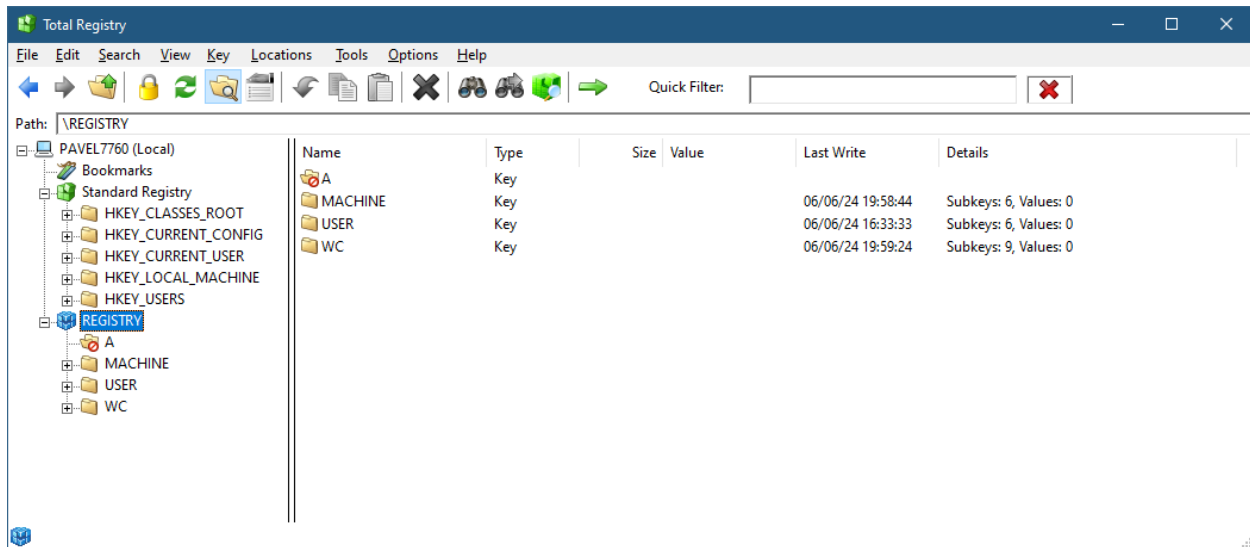 Total Registry
File Edit Search View Key Locations Tools Options Help
Quick Filter:
Path: \REGISTRY
PAVEL7760 (Local)
Bookmarks
Standard Registry
HKEY_CLASSES_ROOT
HKEY_CURRENT_CONFIG
HKEY_CURRENT_USER
HKEY_LOCAL_MACHINE
HKEY_USERS
REGISTRY
A
MACHINE
USER
WC
Name Type Size Value Last Write Details
A Key
MACHINE Key 06/06/24 19:58:44 Subkeys: 6, Values: 0
USER Key 06/06/24 16:33:33 Subkeys: 6, Values: 0
WC Key 06/06/24 19:59:24 Subkeys: 9, Values: 0